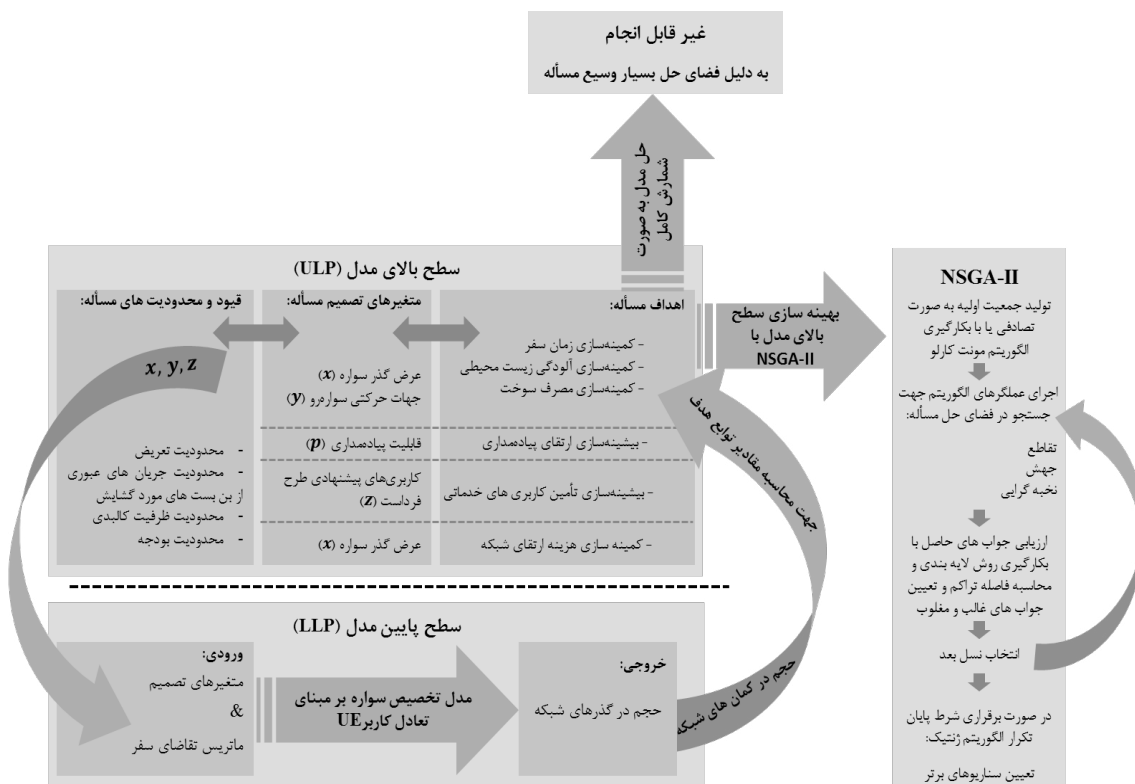 غیر قابل انجام
به دلیل فضای حل بسیار وسیع مسأله
حل مدل به صورت
شمارش کامل
سطح بالای مدل (ULP)
اهداف مسأله:
- کمینه‌سازی زمان سفر
- کمینه‌سازی آلودگی زیست محیطی
- کمینه‌سازی مصرف سوخت
- بیشینه‌سازی ارتقای پیاده‌مداری
- بیشینه‌سازی تأمین کاربری های خدماتی
- کمینه سازی هزینه ارتقای شبکه
متغیرهای تصمیم مسأله:
عرض گذر سواره (x)
جهات حرکتی سواره‌رو (y)
قابلیت پیاده‌مداری (p)
کاربری‌های پیشنهادی طرح
فرداست (z)
عرض گذر سواره (x)
قیود و محدودیت های مسأله:
x, y, z
- محدودیت تعریض
- محدودیت جریان های عبوری
از بن بست های مورد گشایش
- محدودیت ظرفیت کالبدی
- محدودیت بودجه
بهینه سازی سطح
بالای مدل با
NSGA-II
NSGA-II
تولید جمعیت اولیه به صورت
تصادفی یا با بکارگیری
الگوریتم مونت کارلو
اجرای عملگرهای الگوریتم جهت
جستجو در فضای حل مسأله:
تقاطع
جهش
نخبه گرایی
ارزیابی جواب های حاصل با
بکارگیری روش لایه بندی و
محاسبه فاصله تراکم و تعیین
جواب های غالب و مغلوب
انتخاب نسل بعد
در صورت برقراری شرط پایان
تکرار الگوریتم ژنتیک:
تعیین سناریوهای برتر
سطح پایین مدل (LLP)
ورودی:
متغیرهای تصمیم
&
ماتریس تقاضای سفر
مدل تخصیص سواره بر مبنای
تعادل کاربرUE
خروجی:
حجم در گذرهای شبکه
حجم در کمان های شبکه
جهت محاسبه مقادیر توابع هدف